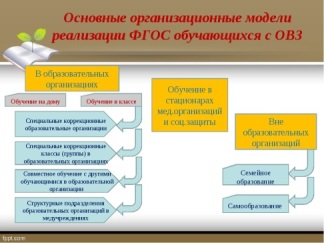 Основные организационные модели
реализации ФГОС обучающихся с ОВЗ
В образовательных
организациях
Обучение на дому
Обучение в классе
Специальные коррекционные
образовательные организации
Специальные коррекционные
классы (группы) в
образовательных организациях
Совместное обучение с другими
обучающимися в образовательной
организации
Структурные подразделения
образовательных организаций в
медучреждениях
Обучение в
стационарах
мед.организаций
и соц.защиты
Вне
образовательных
организаций
Семейное
образование
Самообразование
fppt.com